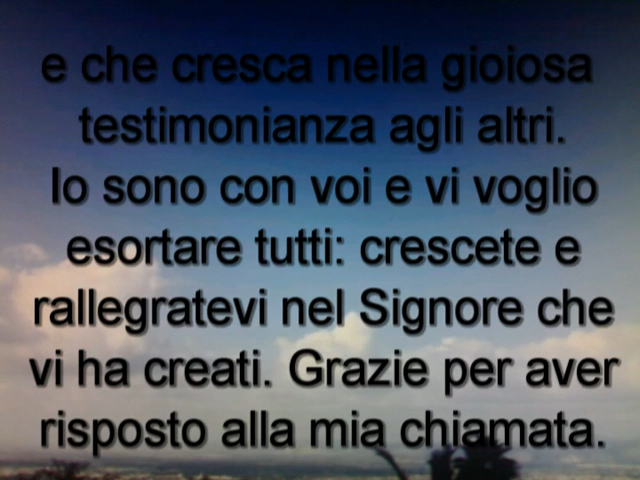 e che cresca nella gioiosa
testimonianza agli altri.
Io sono con voi e vi voglio
esortare tutti: crescete e
rallegratevi nel Signore che
vi ha creati. Grazie per aver
risposto alla mia chiamata.